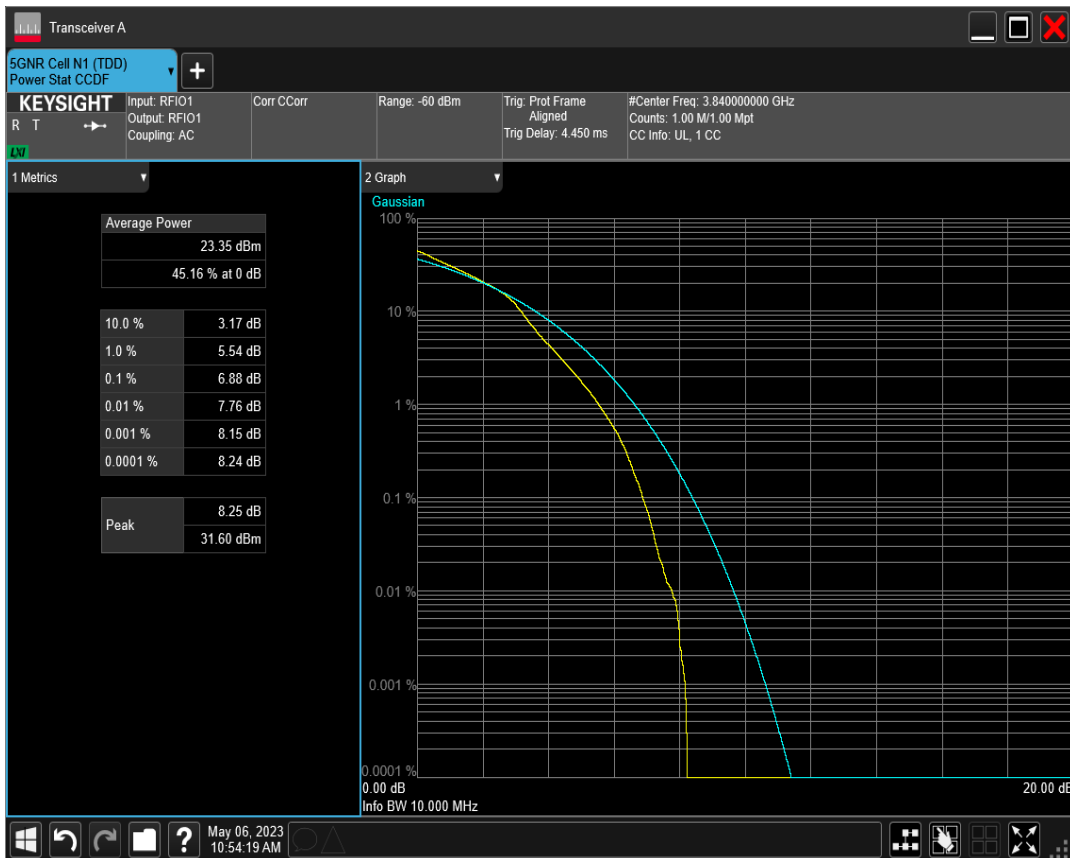 Transceiver A
5GNR Cell N1 (TDD)
Power Stat CCDF
KEYSIGHT
R T
LXI
Input: RFIO1
Output: RFIO1
Coupling: AC
Corr CCorr
Range: -60 dBm
Trig: Prot Frame
Aligned
Trig Delay: 4.450 ms
#Center Freq: 3.840000000 GHz
Counts: 1.00 M/1.00 Mpt
CC Info: UL, 1 CC
1 Metrics
Average Power
23.35 dBm
45.16 % at 0 dB
10.0 % 3.17 dB
1.0 % 5.54 dB
0.1 % 6.88 dB
0.01 % 7.76 dB
0.001 % 8.15 dB
0.0001 % 8.24 dB
Peak
8.25 dB
31.60 dBm
2 Graph
Gaussian
100 %
10 %
1 %
0.1 %
0.01 %
0.001 %
0.0001 %
0.00 dB
20.00 dB
Info BW 10.000 MHz
?
May 06, 2023
10:54:19 AM